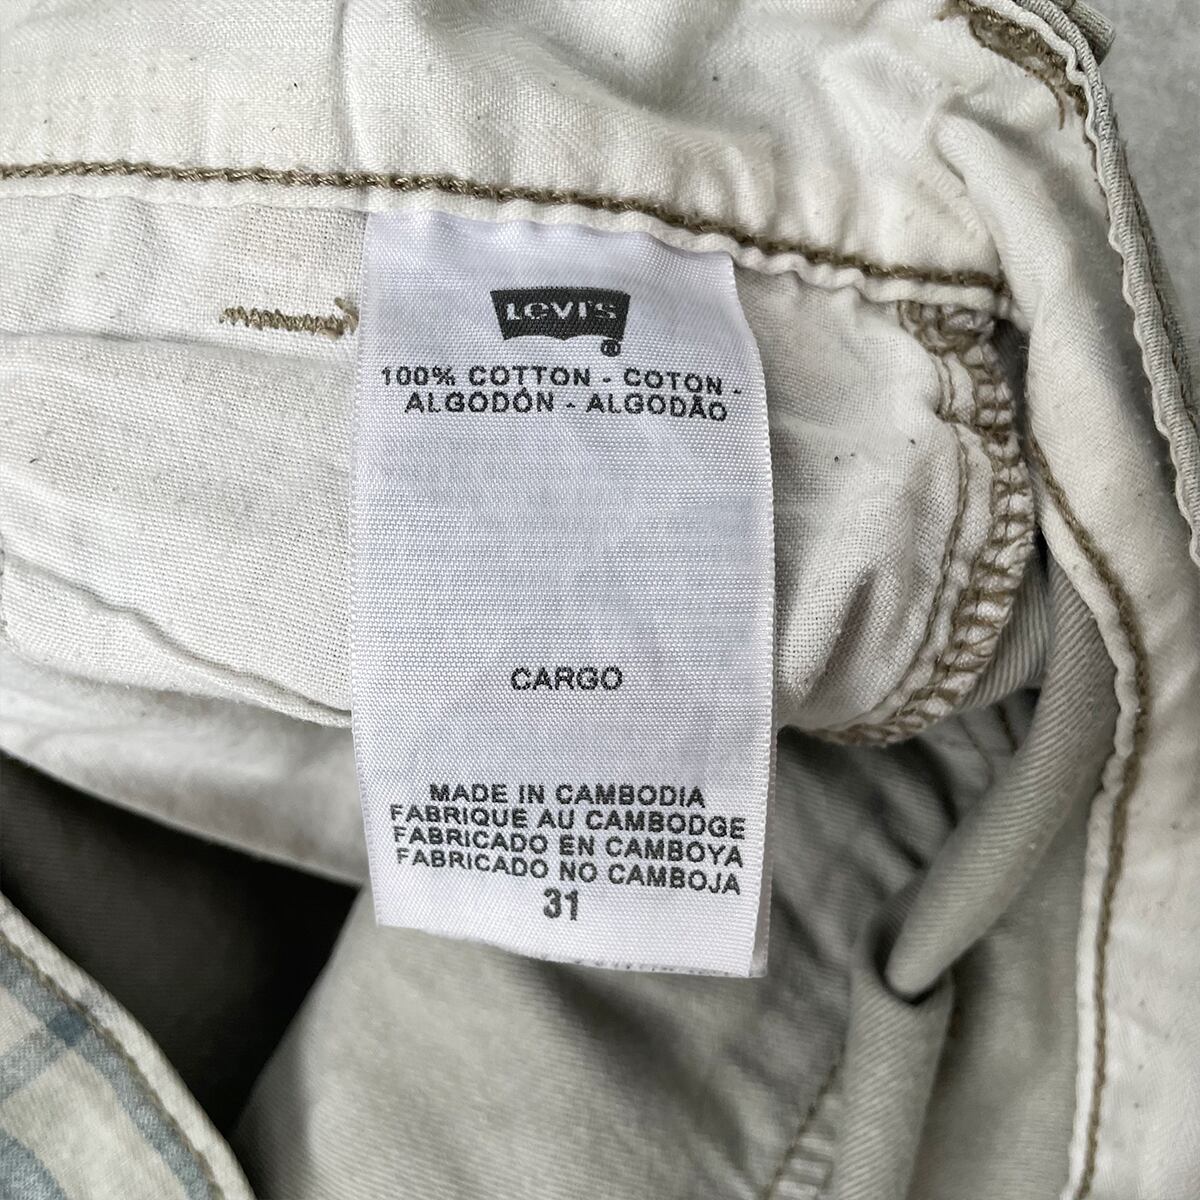 Levi's
®
100% COTTON - COTON -
ALGODÓN - ALGODÃO
CARGO
MADE IN CAMBODIA
FABRIQUE AU CAMBODGE
FABRICADO EN CAMBOYA
FABRICADO NO CAMBOJA
31